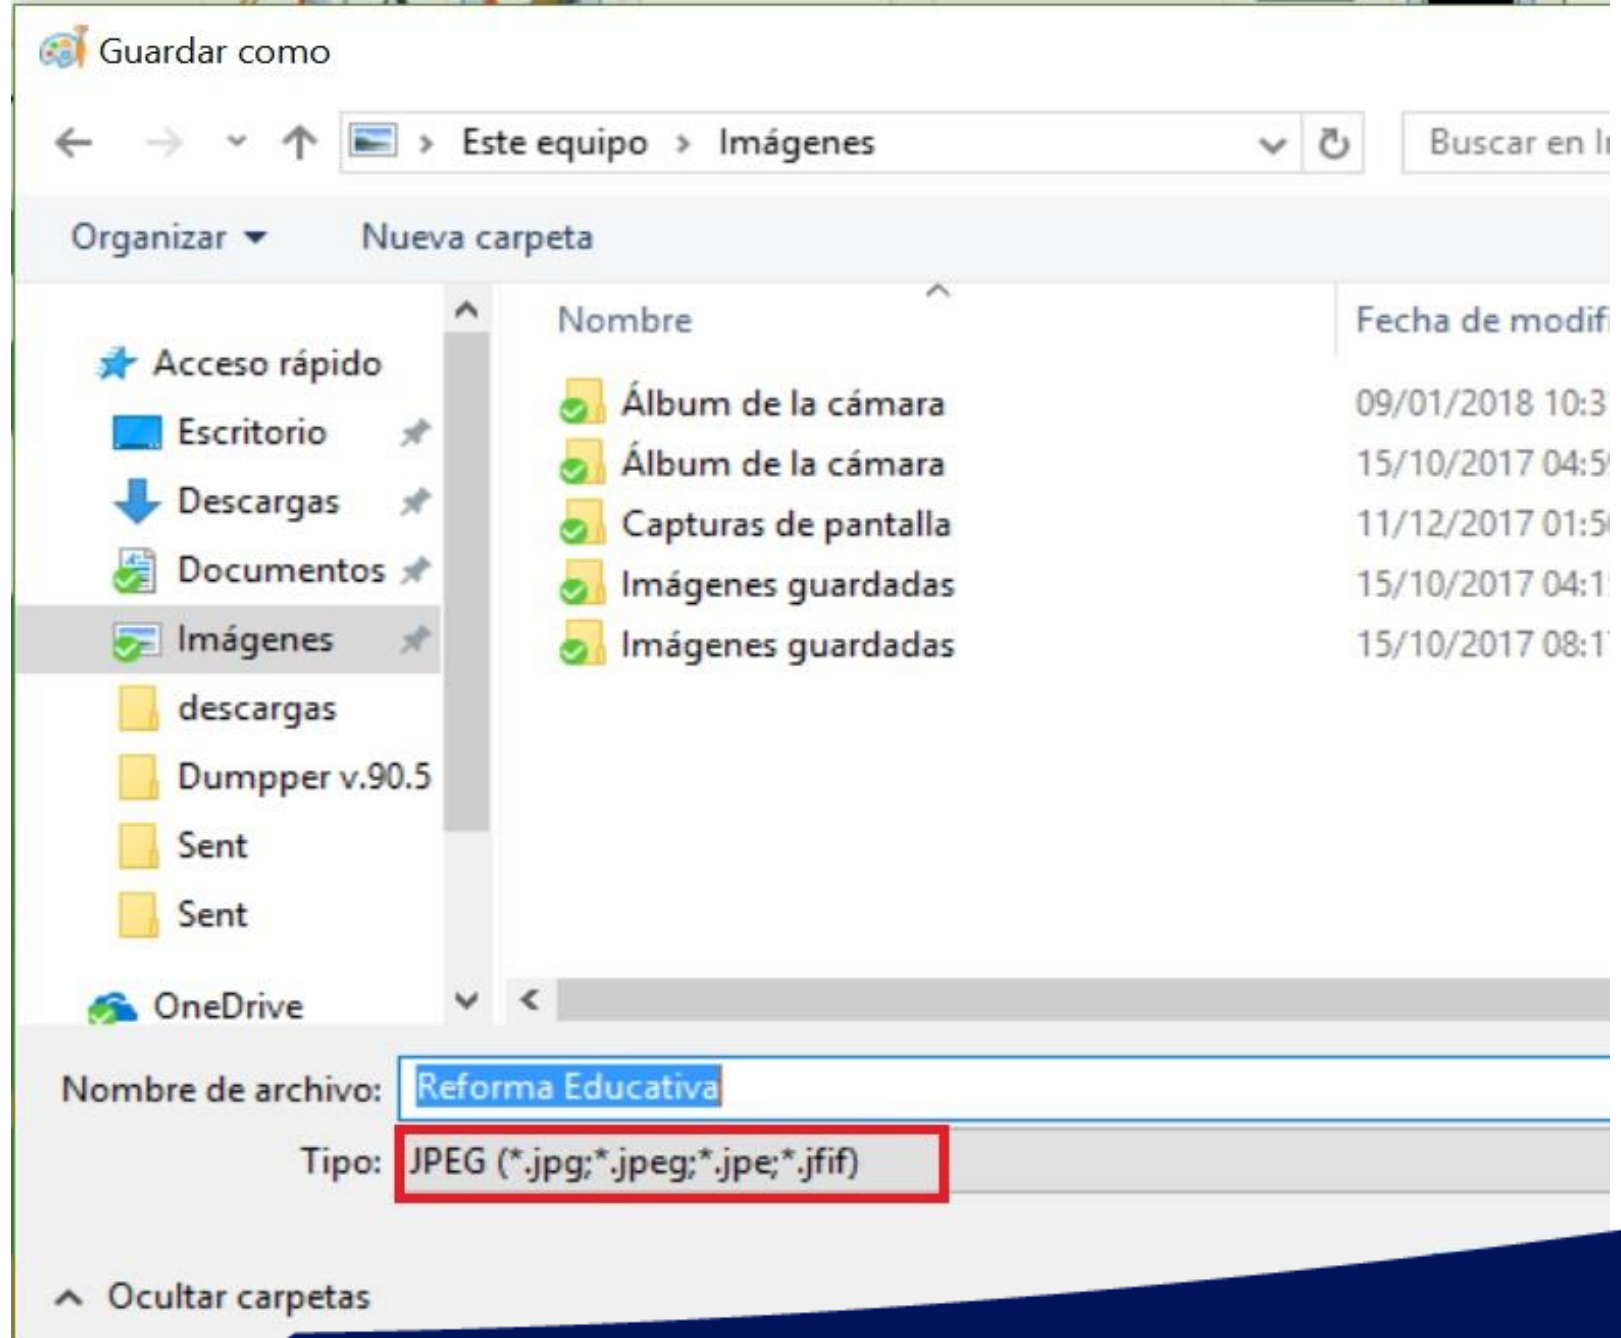 Guardar como
Este equipo > Imágenes
Buscar en
Organizar
Nueva carpeta
Nombre
Fecha de modif
Acceso rápido
Escritorio
Descargas
Documentos
Imágenes
descargas
Dumpper v.90.5
Sent
Sent
OneDrive
Álbum de la cámara 09/01/2018 10:3
Álbum de la cámara 15/10/2017 04:5
Capturas de pantalla 11/12/2017 01:5
Imágenes guardadas 15/10/2017 04:1
Imágenes guardadas 15/10/2017 08:1
Nombre de archivo: Reforma Educativa
Tipo: JPEG (*.jpg;*.jpeg;*.jpe;*.jfif)
Ocultar carpetas